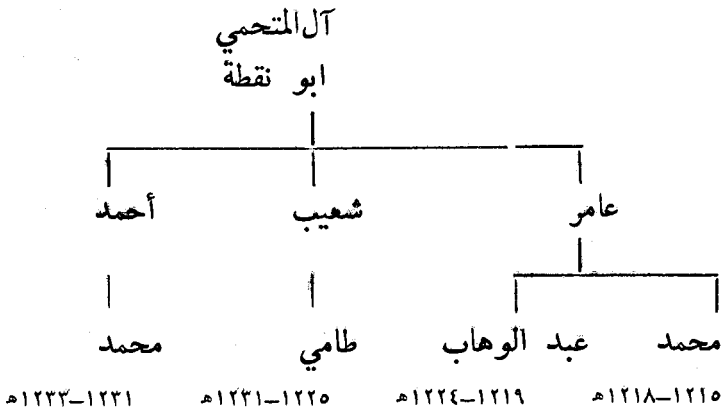 آل المتحمي
ابو نقطة
عامر شعيب أحمد
محمد عبد الوهاب طامي محمد
١٢١٥–١٢١٨هـ ١٢١٩–١٢٢٤هـ ١٢٢٥–١٢٣١هـ ١٢٣١–١٢٣٣هـ